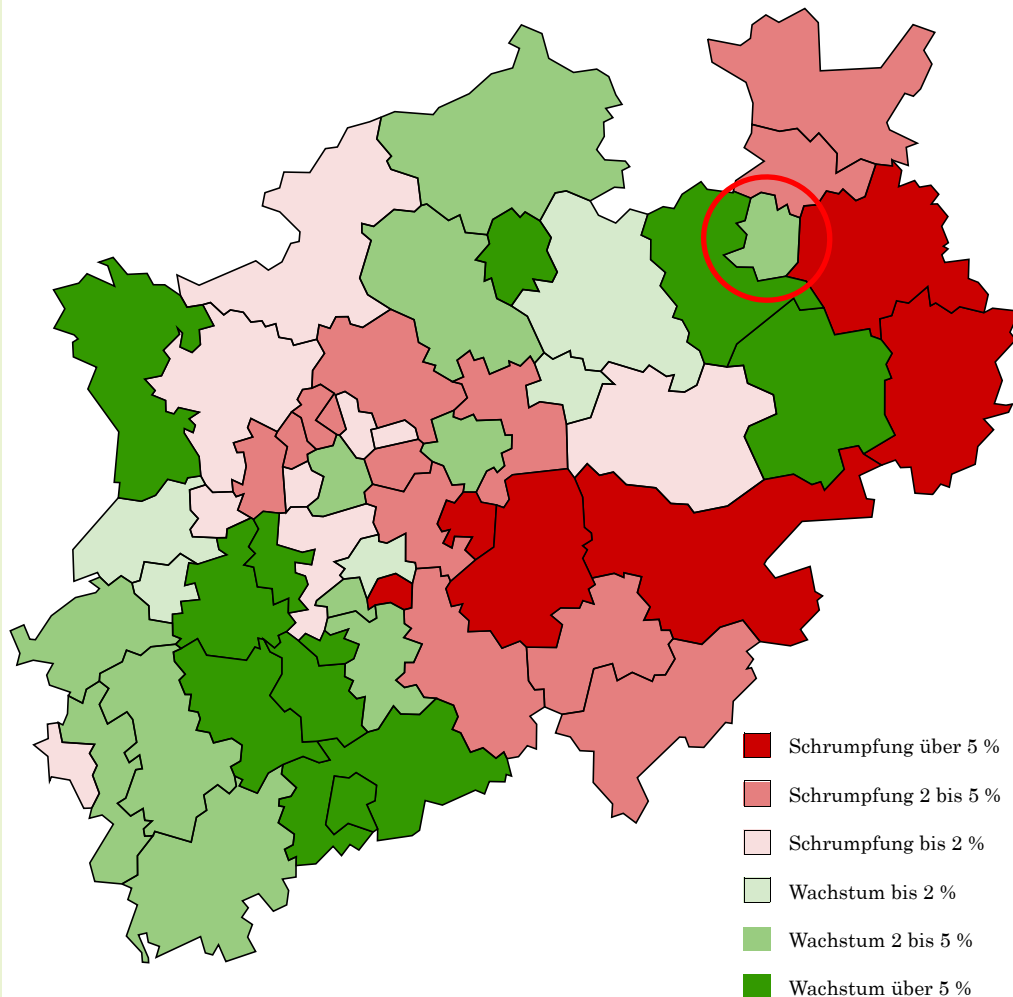 Schrumpfung über 5 %
Schrumpfung 2 bis 5 %
Schrumpfung bis 2 %
Wachstum bis 2 %
Wachstum 2 bis 5 %
Wachstum über 5 %